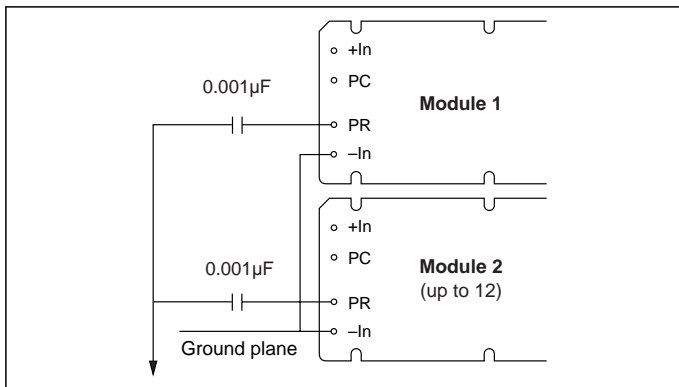 +In
PC
0.001µF
Module 1
PR
–In
+In
PC
0.001µF
Module 2
(up to 12)
PR
–In
Ground plane